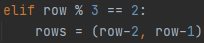 elif row % 3 == 2:
    rows = (row-2, row-1)